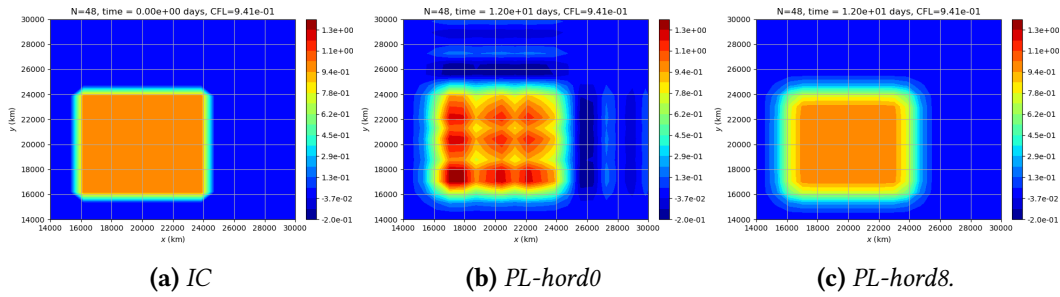 N=48, time = 0.00e+00 days, CFL=9.41e-01
30000
28000
26000
24000
22000
20000
18000
16000
14000
y (km)
14000 16000 18000 20000 22000 24000 26000 28000 30000
x (km)
1.3e+00
1.1e+00
9.4e-01
7.8e-01
6.2e-01
4.5e-01
2.9e-01
1.3e-01
-3.7e-02
-2.0e-01
(a) IC
N=48, time = 1.20e+01 days, CFL=9.41e-01
30000
28000
26000
24000
22000
20000
18000
16000
14000
y (km)
14000 16000 18000 20000 22000 24000 26000 28000 30000
x (km)
1.3e+00
1.1e+00
9.4e-01
7.8e-01
6.2e-01
4.5e-01
2.9e-01
1.3e-01
-3.7e-02
-2.0e-01
(b) PL-hord0
N=48, time = 1.20e+01 days, CFL=9.41e-01
30000
28000
26000
24000
22000
20000
18000
16000
14000
y (km)
14000 16000 18000 20000 22000 24000 26000 28000 30000
x (km)
1.3e+00
1.1e+00
9.4e-01
7.8e-01
6.2e-01
4.5e-01
2.9e-01
1.3e-01
-3.7e-02
-2.0e-01
(c) PL-hord8.